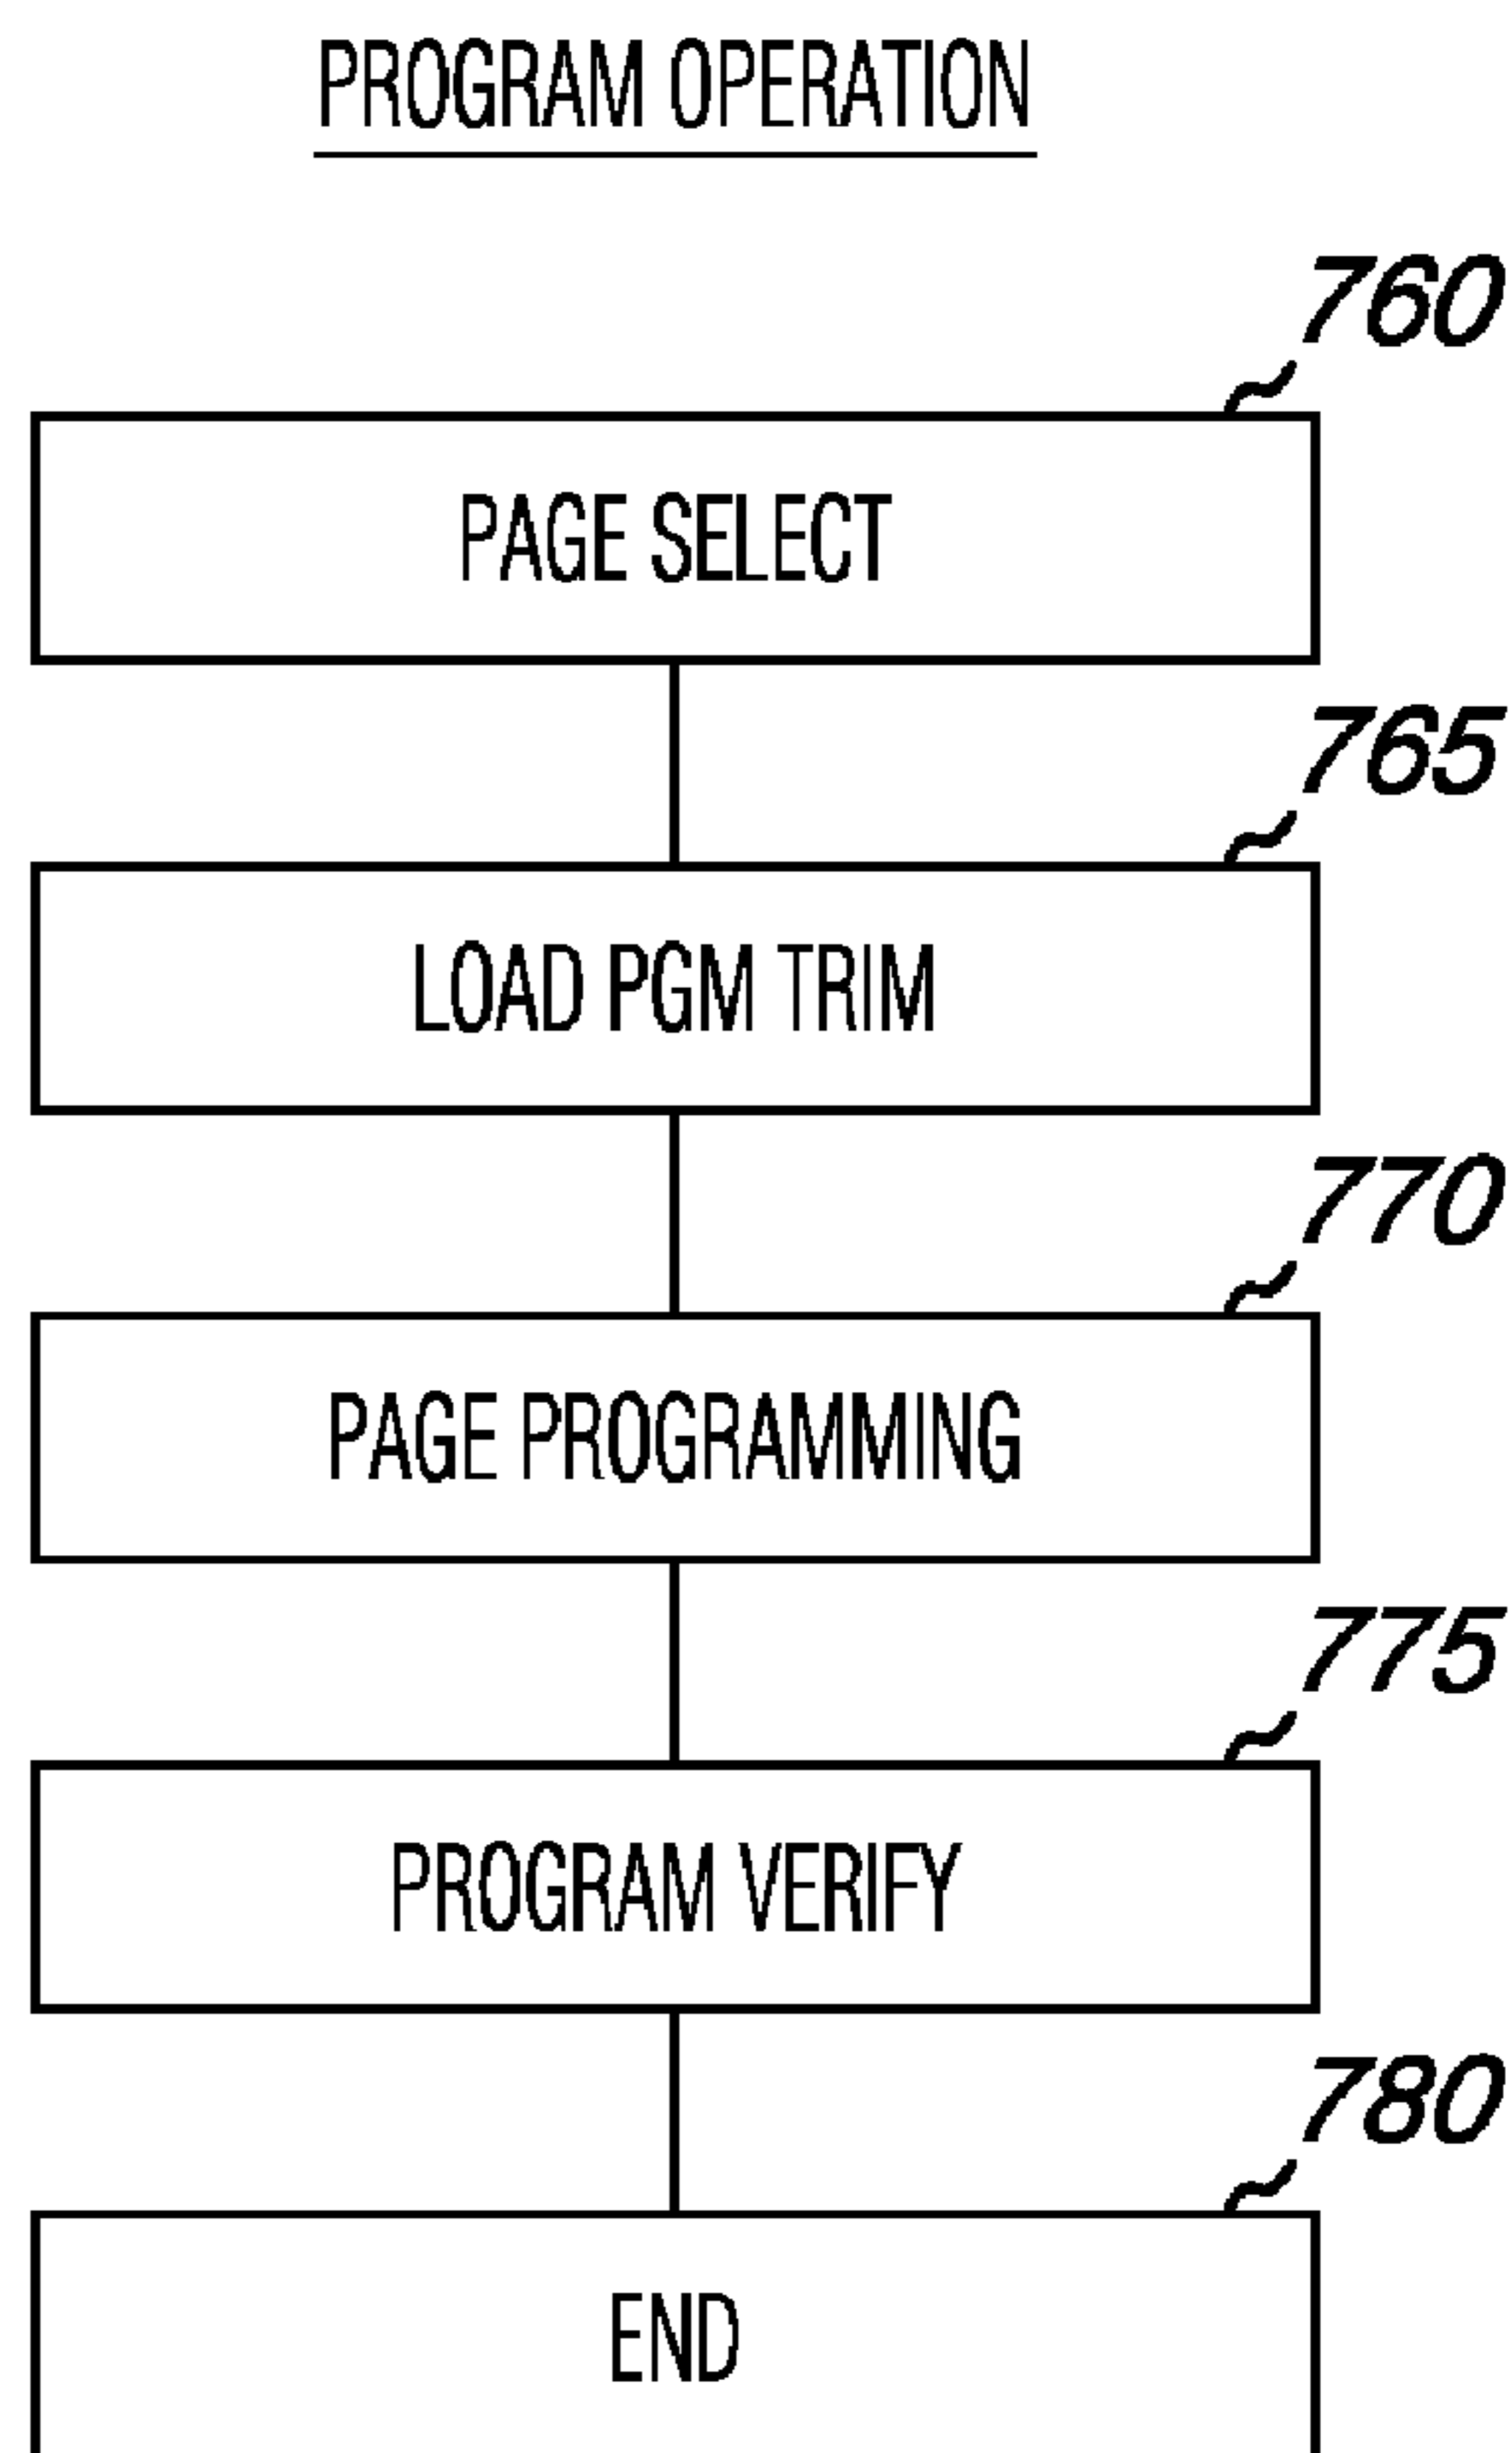 PROGRAM OPERATION
760
PAGE SELECT
765
LOAD PGM TRIM
770
PAGE PROGRAMMING
775
PROGRAM VERIFY
780
END